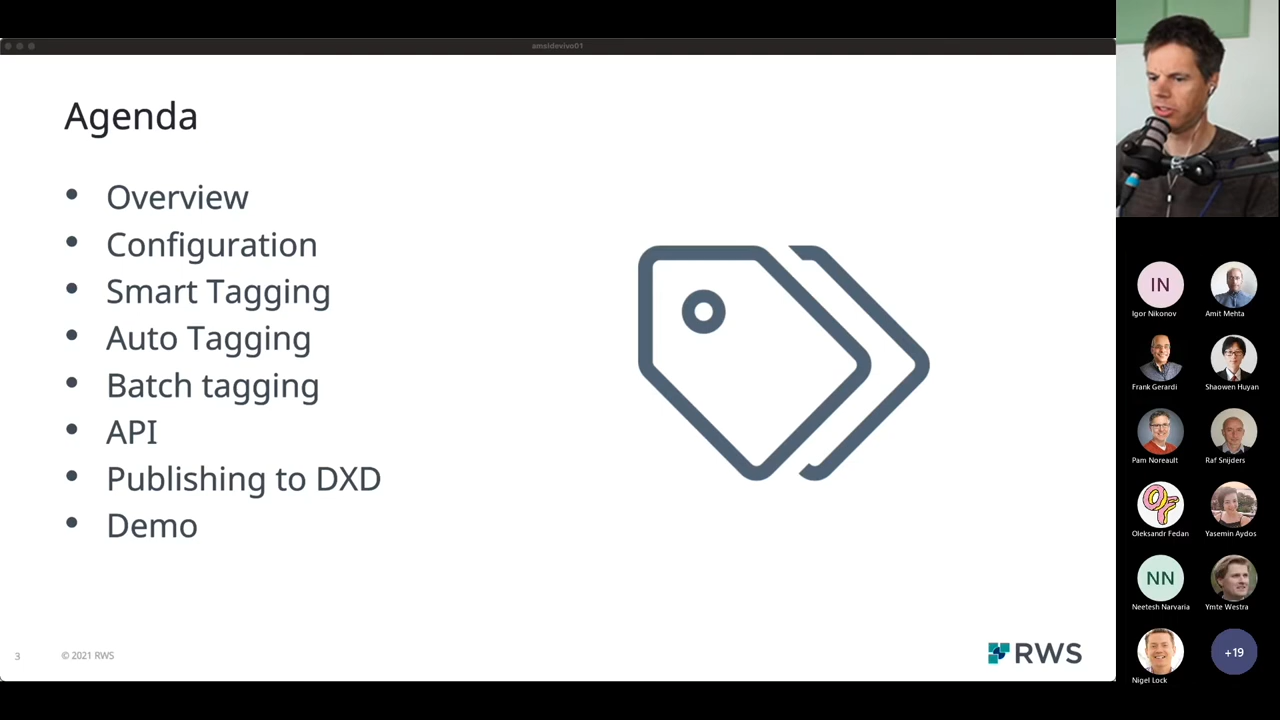 amsldevivo01
Agenda
• Overview
• Configuration
• Smart Tagging
• Auto Tagging
• Batch tagging
• API
• Publishing to DXD
• Demo
3
© 2021 RWS
RWS
IN
Igor Nikonov
Amit Mehta
Frank Gerardi
Shaowen Huyan
Pam Noreault
Raf Snijders
Oleksandr Fedan
Yasemin Aydos
NN
Neetesh Narvaria
Ymte Westra
Nigel Lock
+19